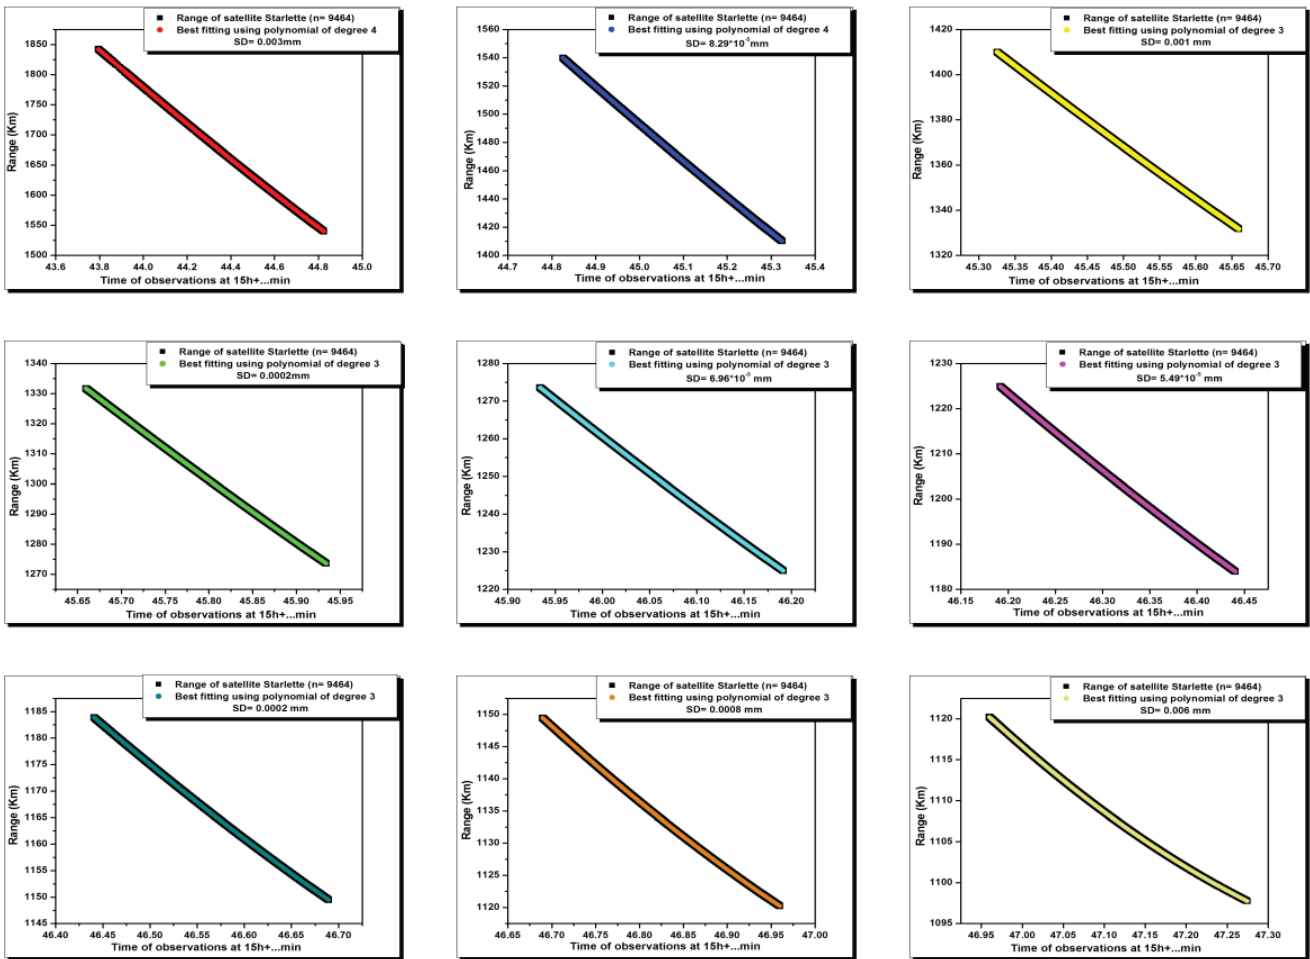 Range of satellite Starlette (n= 9464)
Best fitting using polynomial of degree 4
SD= 0.003mm
1850
1800
1750
1700
1650
1600
1550
1500
Range (Km)
43.6 43.8 44.0 44.2 44.4 44.6 44.8 45.0
Time of observations at 15h+...min
Range of satellite Starlette (n= 9464)
Best fitting using polynomial of degree 4
SD= 8.29*10⁻⁵mm
1560
1540
1520
1500
1480
1460
1440
1420
1400
Range (Km)
44.7 44.8 44.9 45.0 45.1 45.2 45.3 45.4
Time of observations at 15h+...min
Range of satellite Starlette (n= 9464)
Best fitting using polynomial of degree 3
SD= 0.001 mm
1420
1400
1380
1360
1340
1320
Range (Km)
45.30 45.35 45.40 45.45 45.50 45.55 45.60 45.65 45.70
Time of observations at 15h+...min
Range of satellite Starlette (n= 9464)
Best fitting using polynomial of degree 3
SD= 0.0002mm
1340
1330
1320
1310
1300
1290
1280
1270
Range (Km)
45.65 45.70 45.75 45.80 45.85 45.90 45.95
Time of observations at 15h+...min
Range of satellite Starlette (n= 9464)
Best fitting using polynomial of degree 3
SD= 6.96*10⁻⁵ mm
1280
1270
1260
1250
1240
1230
1220
Range (Km)
45.90 45.95 46.00 46.05 46.10 46.15 46.20
Time of observations at 15h+...min
Range of satellite Starlette (n= 9464)
Best fitting using polynomial of degree 3
SD= 5.49*10⁻⁵ mm
1230
1220
1210
1200
1190
1180
Range (Km)
46.15 46.20 46.25 46.30 46.35 46.40 46.45
Time of observations at 15h+...min
Range of satellite Starlette (n= 9464)
Best fitting using polynomial of degree 3
SD= 0.0002 mm
1185
1180
1175
1170
1165
1160
1155
1150
1145
Range (Km)
46.40 46.45 46.50 46.55 46.60 46.65 46.70
Time of observations at 15h+...min
Range of satellite Starlette (n= 9464)
Best fitting using polynomial of degree 3
SD= 0.0008 mm
1150
1145
1140
1135
1130
1125
1120
Range (Km)
46.65 46.70 46.75 46.80 46.85 46.90 46.95 47.00
Time of observations at 15h+...min
Range of satellite Starlette (n= 9464)
Best fitting using polynomial of degree 3
SD= 0.006 mm
1120
1115
1110
1105
1100
1095
Range (Km)
46.95 47.00 47.05 47.10 47.15 47.20 47.25 47.30
Time of observations at 15h+...min